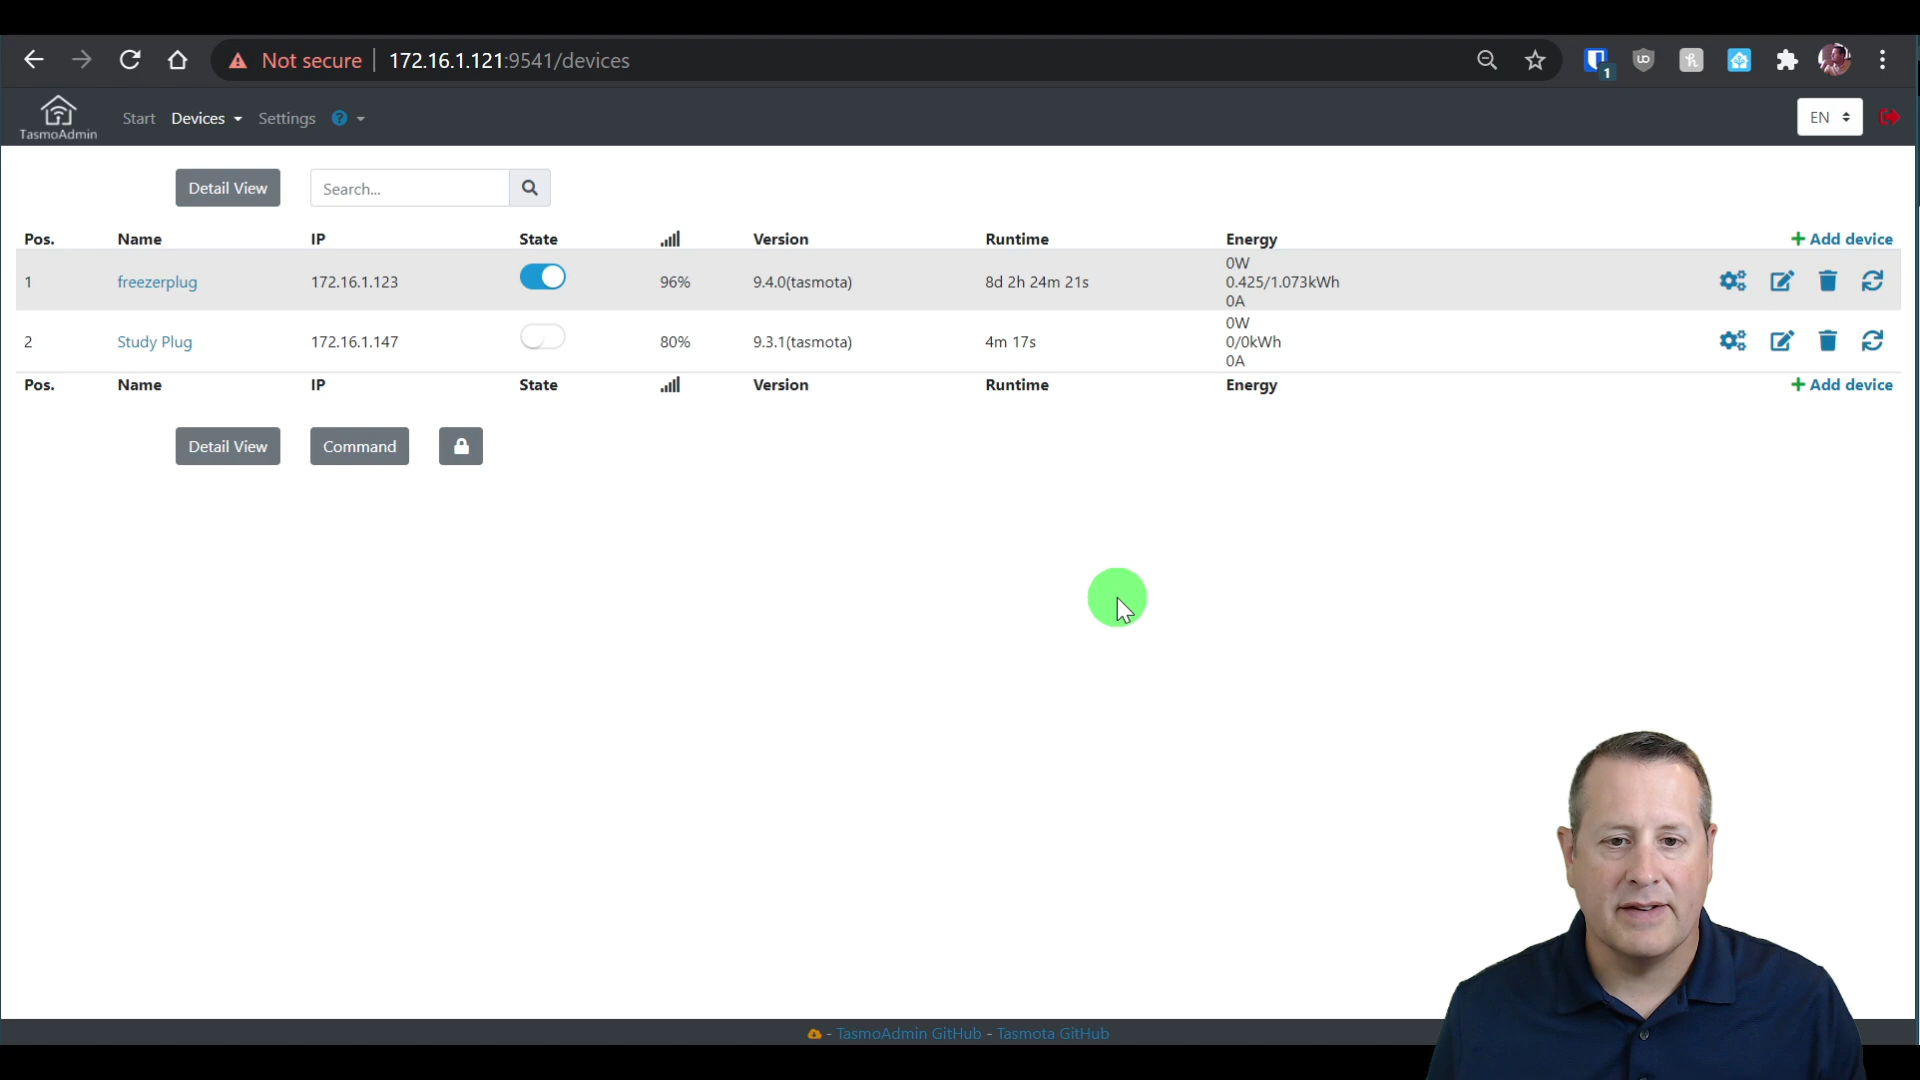 Not secure 172.16.1.121:9541/devices
1
TasmoAdmin
Start Devices Settings ? EN
Detail View Search...
Pos. Name IP State Version Runtime Energy + Add device
1 freezerplug 172.16.1.123 96% 9.4.0(tasmota) 8d 2h 24m 21s
0W
0.425/1.073kWh
0A
2 Study Plug 172.16.1.147 80% 9.3.1(tasmota) 4m 17s
0W
0/0kWh
0A
Pos. Name IP State Version Runtime Energy + Add device
Detail View Command
- TasmoAdmin GitHub - Tasmota GitHub